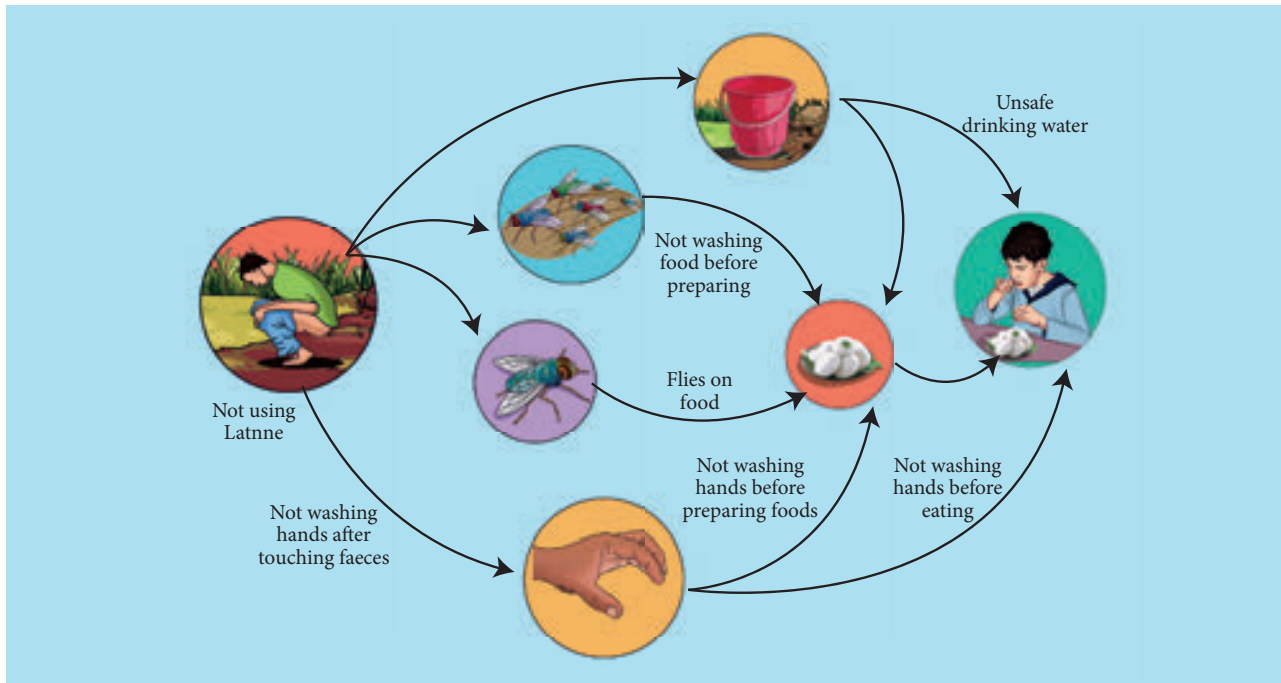 Unsafe
drinking water
Not washing
food before
preparing
Flies on
food
Not using
Latnne
Not washing
hands before
preparing foods
Not washing
hands before
eating
Not washing
hands after
touching faeces